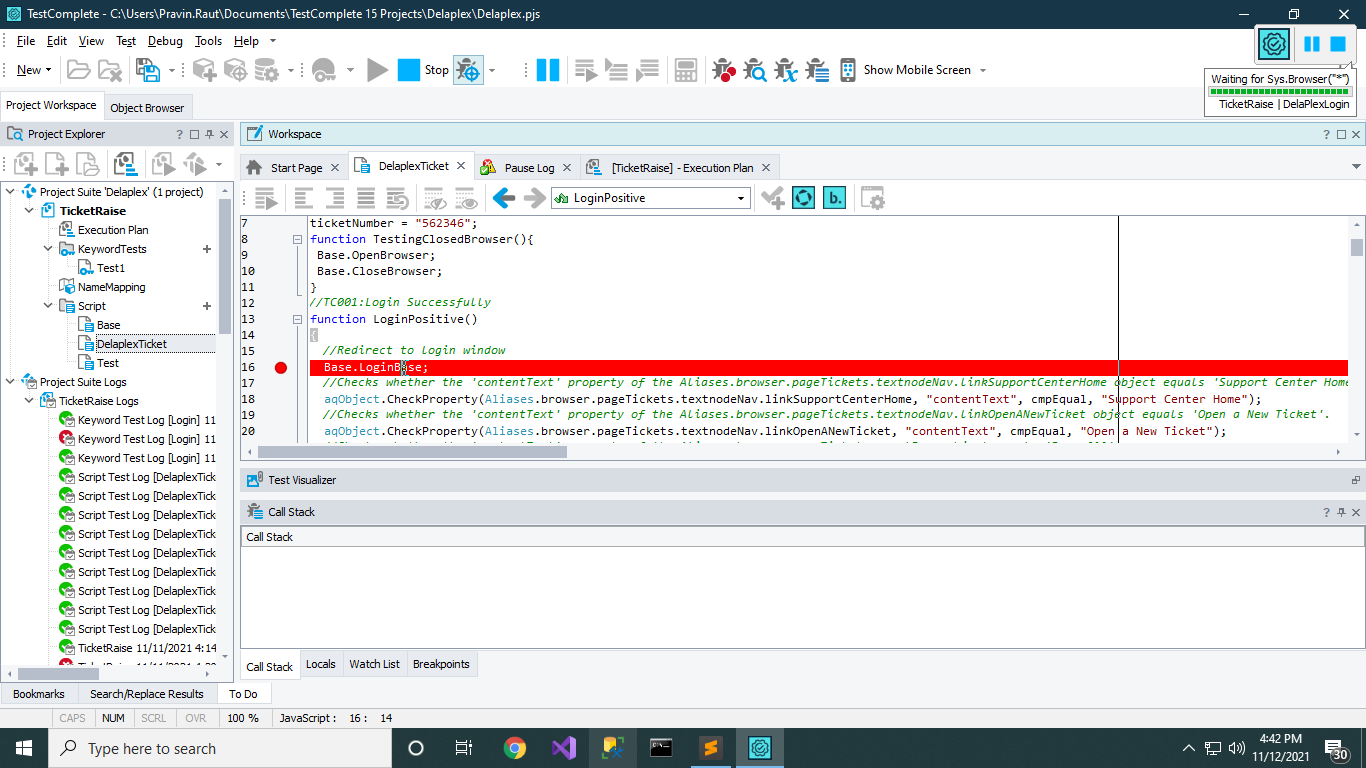 TestComplete - C:\Users\Pravin.Raut\Documents\TestComplete 15 Projects\Delaplex\Delaplex.pjs
File Edit View Test Debug Tools Help
New Stop Show Mobile Screen
Waiting for Sys.Browser("*")
TicketRaise | DelaPlexLogin
Project Workspace Object Browser
Project Explorer
Workspace
Start Page DelaplexTicket Pause Log [TicketRaise] - Execution Plan
b. LoginPositive
Project Suite 'Delaplex' (1 project)
TicketRaise
Execution Plan
KeywordTests
Test1
NameMapping
Script
Base
DelaplexTicket
Test
Project Suite Logs
TicketRaise Logs
Keyword Test Log [Login] 11
Keyword Test Log [Login] 11
Keyword Test Log [Login] 11
Script Test Log [DelaplexTick
Script Test Log [DelaplexTick
Script Test Log [DelaplexTick
Script Test Log [DelaplexTick
Script Test Log [DelaplexTick
Script Test Log [DelaplexTick
Script Test Log [DelaplexTick
Script Test Log [DelaplexTick
Script Test Log [DelaplexTick
TicketRaise 11/11/2021 4:14
7 ticketNumber = "562346";
8 function TestingClosedBrowser(){
9 Base.OpenBrowser;
10 Base.CloseBrowser;
11 }
12 //TC001:Login Successfully
13 function LoginPositive()
14 {
15 //Redirect to login window
16 Base.LoginBase;
17 //Checks whether the 'contentText' property of the Aliases.browser.pageTickets.textnodeNav.linkSupportCenterHome object equals 'Support Center Home
18 aqObject.CheckProperty(Aliases.browser.pageTickets.textnodeNav.linkSupportCenterHome, "contentText", cmpEqual, "Support Center Home");
19 //Checks whether the 'contentText' property of the Aliases.browser.pageTickets.textnodeNav.linkOpenANewTicket object equals 'Open a New Ticket'.
20 aqObject.CheckProperty(Aliases.browser.pageTickets.textnodeNav.linkOpenANewTicket, "contentText", cmpEqual, "Open a New Ticket");
Test Visualizer
Call Stack
Call Stack
Call Stack Locals Watch List Breakpoints
Bookmarks Search/Replace Results To Do
CAPS NUM SCRL OVR 100 % JavaScript : 16 : 14
Type here to search
4:42 PM
11/12/2021
30